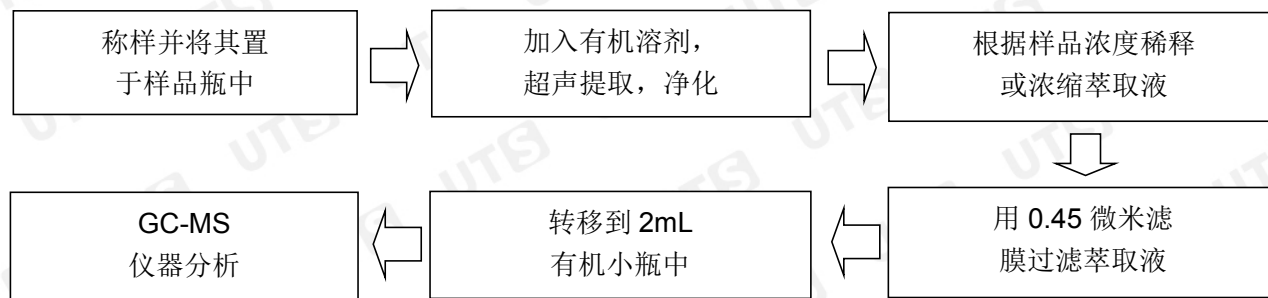 称样并将其置
于样品瓶中
加入有机溶剂，
超声提取，净化
根据样品浓度稀释
或浓缩萃取液
用 0.45 微米滤
膜过滤萃取液
转移到 2mL
有机小瓶中
GC-MS
仪器分析